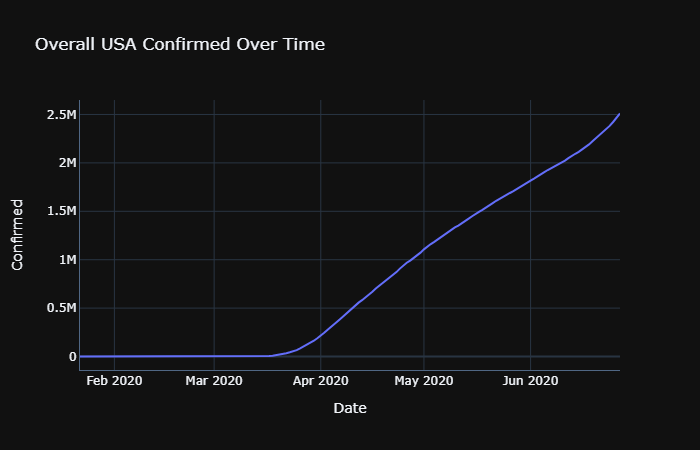 Overall USA Confirmed Over Time
Confirmed
2.5M
2M
1.5M
1M
0.5M
0
Feb 2020
Mar 2020
Apr 2020
May 2020
Jun 2020
Date